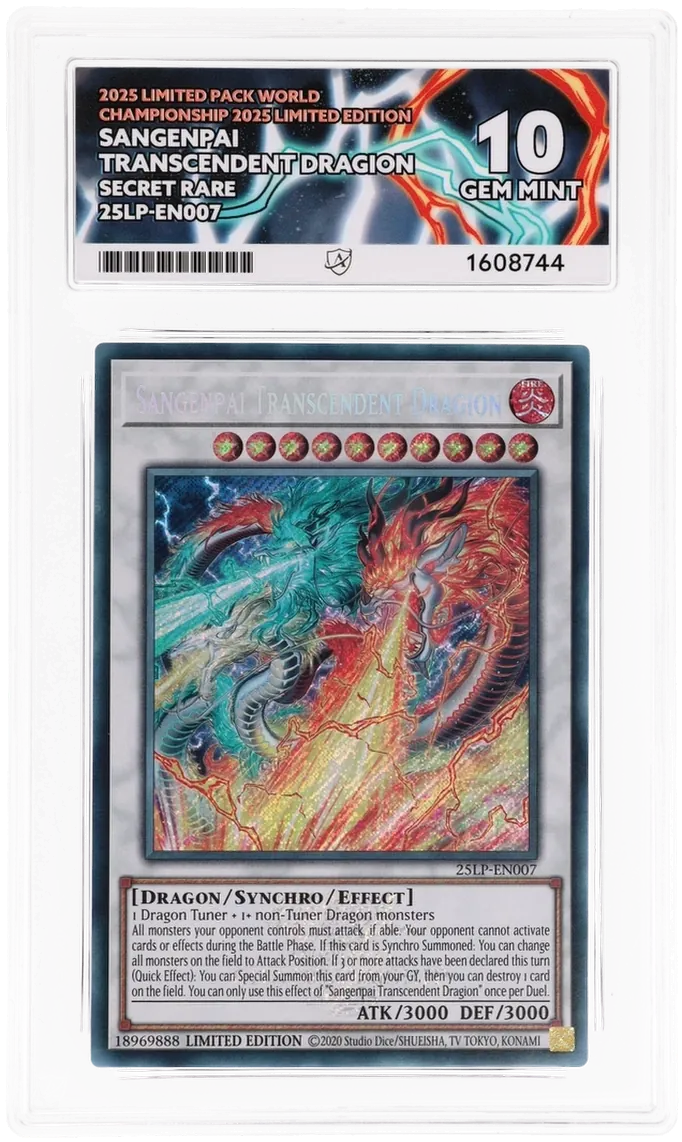 2025 LIMITED PACK WORLD
CHAMPIONSHIP 2025 LIMITED EDITION
SANGENPAI
TRANSCENDENT DRAGION
SECRET RARE
25LP-EN007
10
GEM MINT
1608744
SANGENPAI TRANSCENDENT DRAGION
FIRE
炎
25LP-EN007
[DRAGON/SYNCHRO/EFFECT]
1 Dragon Tuner + 1+ non-Tuner Dragon monsters
All monsters your opponent controls must attack, if able. Your opponent cannot activate
cards or effects during the Battle Phase. If this card is Synchro Summoned: You can change
all monsters on the field to Attack Position. If 3 or more attacks have been declared this turn
(Quick Effect): You can Special Summon this card from your GY, then you can destroy 1 card
on the field. You can only use this effect of "Sangenpai Transcendent Dragion" once per Duel.
ATK/3000 DEF/3000
18969888 LIMITED EDITION ©2020 Studio Dice/SHUEISHA, TV TOKYO, KONAMI